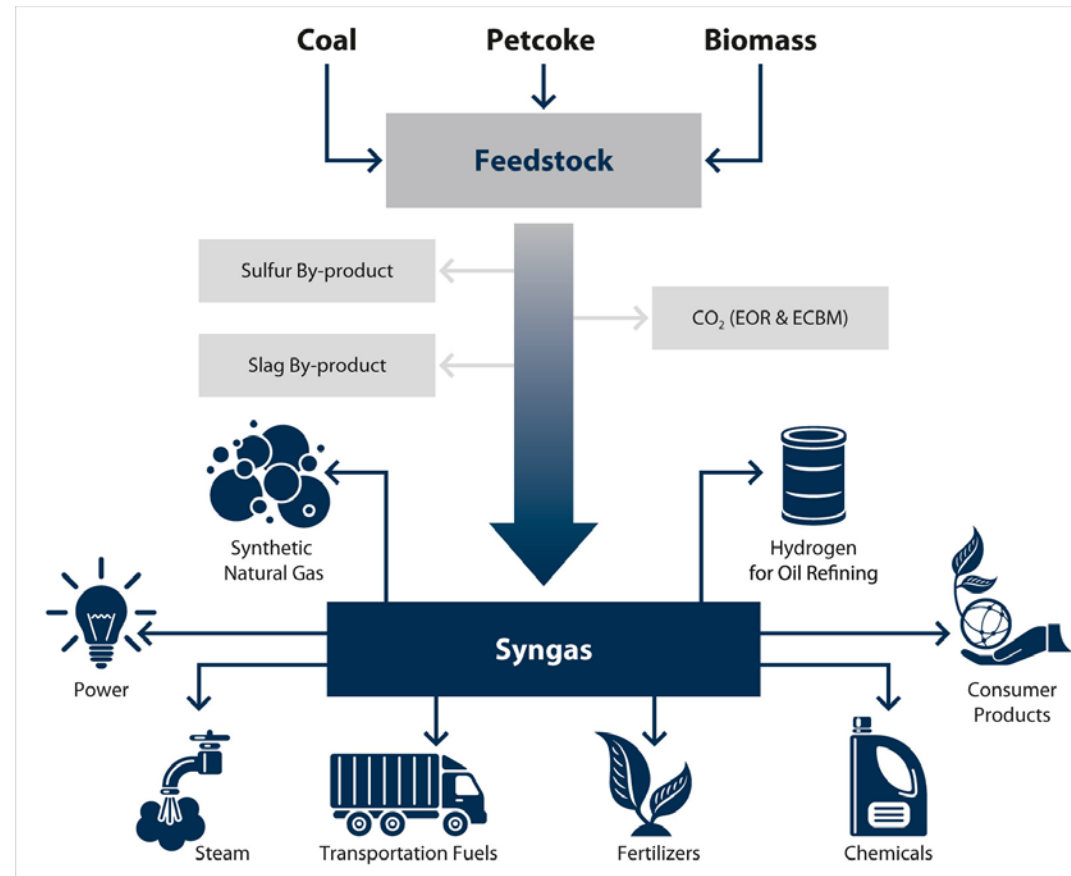 Coal
Petcoke
Biomass
Feedstock
Sulfur By-product
CO₂ (EOR & ECBM)
Slag By-product
Synthetic
Natural Gas
Hydrogen
for Oil Refining
Syngas
Power
Consumer
Products
Steam
Transportation Fuels
Fertilizers
Chemicals